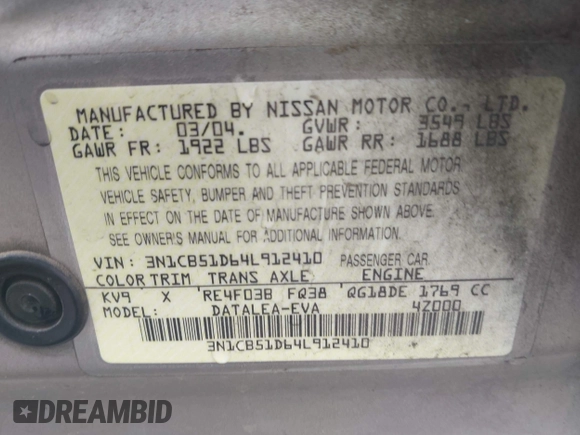 MANUFACTURED BY NISSAN MOTOR CO., LTD.
DATE: 03/04. GVWR: 3549 LBS
GAWR FR: 1922 LBS GAWR RR: 1688 LBS
THIS VEHICLE CONFORMS TO ALL APPLICABLE FEDERAL MOTOR
VEHICLE SAFETY, BUMPER AND THEFT PREVENTION STANDARDS
IN EFFECT ON THE DATE OF MANUFACTURE SHOWN ABOVE.
SEE OWNER'S MANUAL FOR ADDITIONAL INFORMATION.
VIN: 3N1CB51D64L912410 PASSENGER CAR
COLOR TRIM TRANS AXLE ENGINE
KV9 X RE4F03B FQ38 QG18DE 1769 CC
MODEL: DATALEA-EVA 4Z000
3N1CB51D64L912410
DREAMBID